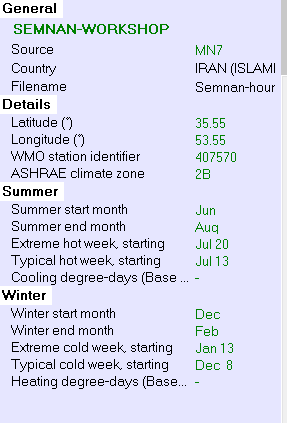 General
SEMNAN-WORKSHOP
Source MN7
Country IRAN (ISLAMI
Filename Semnan-hour
Details
Latitude (°) 35.55
Longitude (°) 53.55
WMO station identifier 407570
ASHRAE climate zone 2B
Summer
Summer start month Jun
Summer end month Aug
Extreme hot week, starting Jul 20
Typical hot week, starting Jul 13
Cooling degree-days (Base ... -
Winter
Winter start month Dec
Winter end month Feb
Extreme cold week, starting Jan 13
Typical cold week, starting Dec 8
Heating degree-days (Base... -